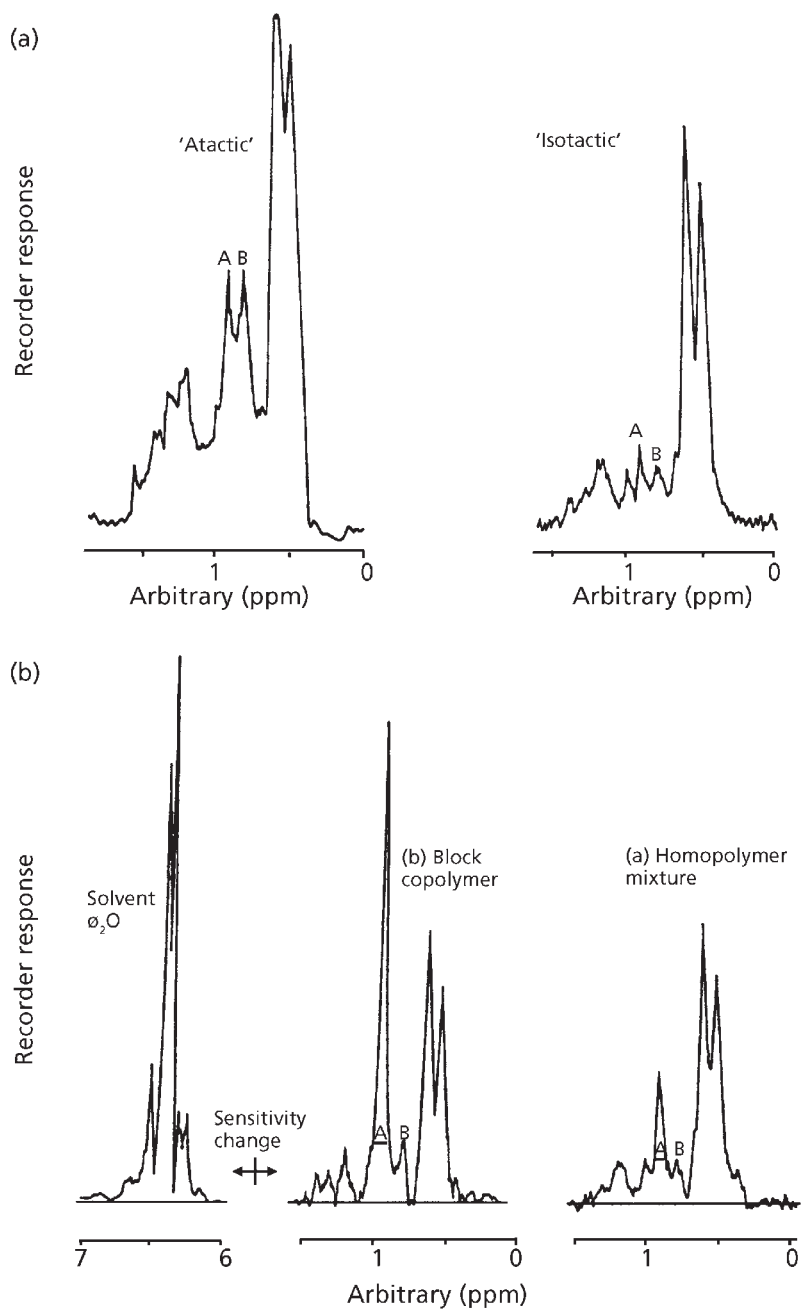 (a)
'Atactic'
A B
Recorder response
1
0
Arbitrary (ppm)
'Isotactic'
A
B
1
0
Arbitrary (ppm)
(b)
Solvent
ø₂O
Recorder response
Sensitivity
change
7
6
(b) Block
copolymer
A
B
1
0
(a) Homopolymer
mixture
A
B
1
0
Arbitrary (ppm)